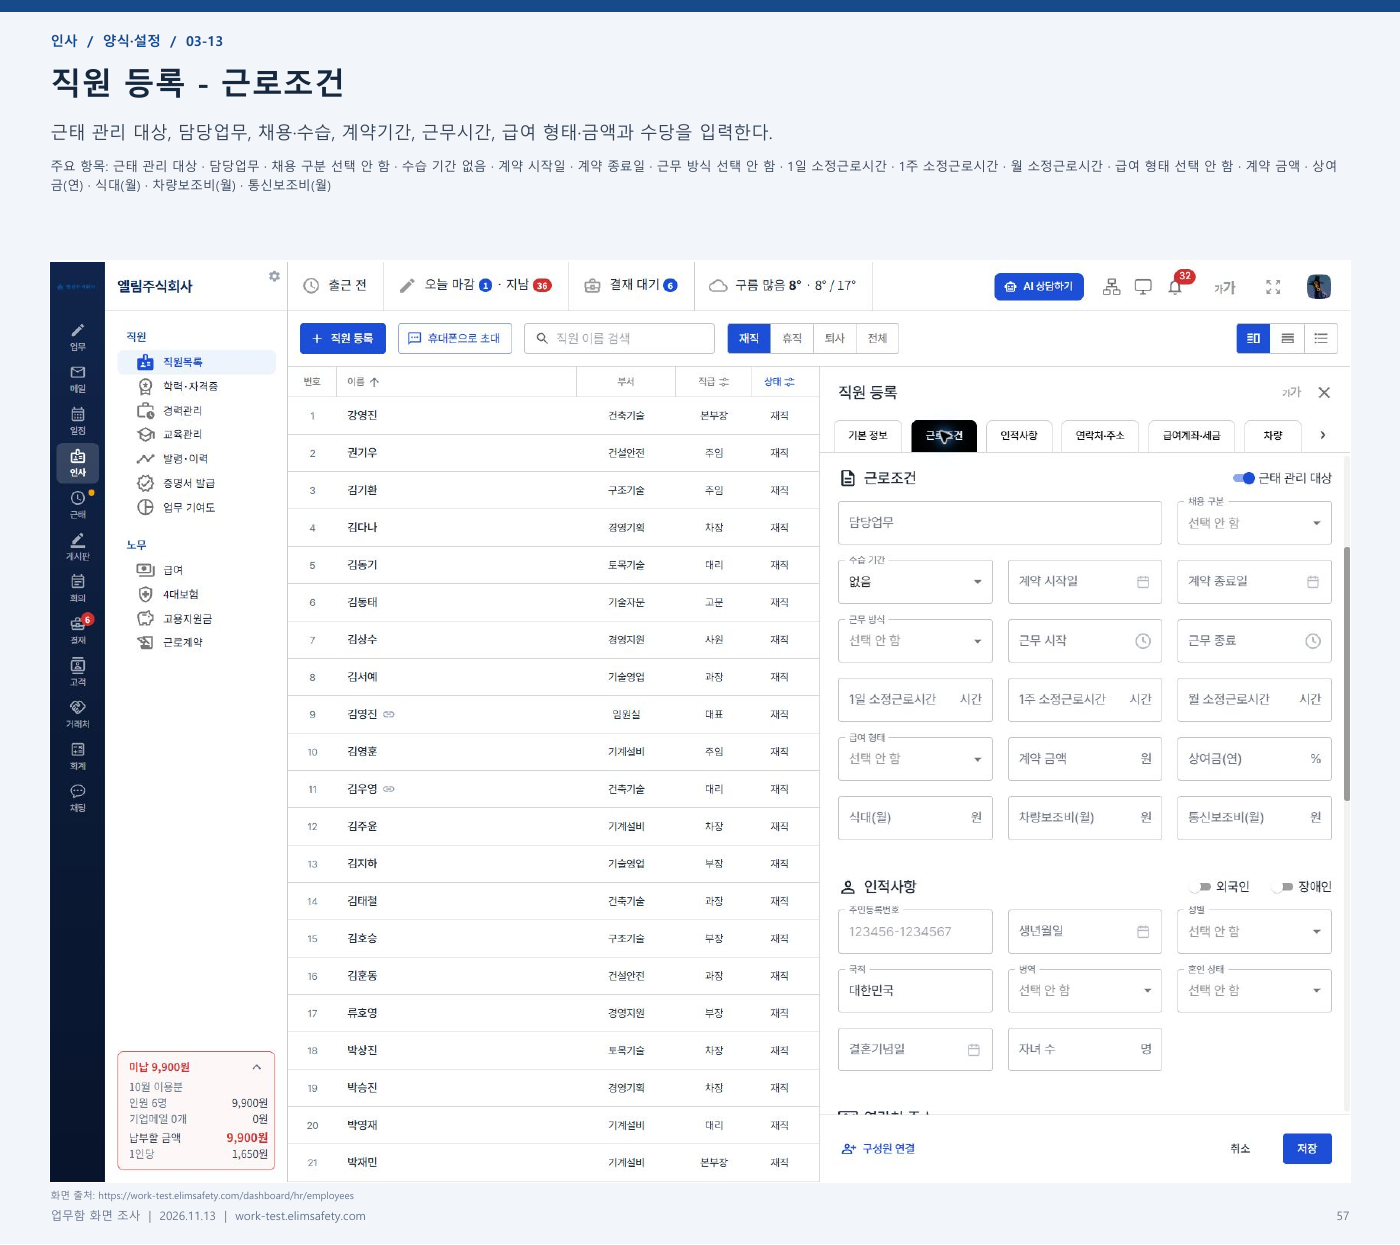 인사 / 양식·설정 / 03-13
직원 등록 - 근로조건
근태 관리 대상, 담당업무, 채용·수습, 계약기간, 근무시간, 급여 형태·금액과 수당을 입력한다.
주요 항목: 근태 관리 대상 · 담당업무 · 채용 구분 선택 안 함 · 수습 기간 없음 · 계약 시작일 · 계약 종료일 · 근무 방식 선택 안 함 · 1일 소정근로시간 · 1주 소정근로시간 · 월 소정근로시간 · 급여 형태 선택 안 함 · 계약 금액 · 상여
금(연) · 식대(월) · 차량보조비(월) · 통신보조비(월)
엘림주식회사
출근 전
오늘 마감 1 · 지남 36
결재 대기 6
구름 많음 8° · 8° / 17°
AI 상담하기
32
가가
업무
메일
일정
인사
근태
게시판
회의
6
결재
고객
거래처
회계
채팅
직원
직원목록
학력·자격증
경력관리
교육관리
발령·이력
증명서 발급
업무 기여도
노무
급여
4대보험
고용지원금
근로계약
미납 9,900원
10월 이용분
인원 6명 9,900원
기업메일 0개 0원
납부할 금액 9,900원
1인당 1,650원
+ 직원 등록
휴대폰으로 초대
직원 이름 검색
재직 휴직 퇴사 전체
번호 이름 부서 직급 상태
1 강영진 건축기술 본부장 재직
2 권기우 건설안전 주임 재직
3 김기환 구조기술 주임 재직
4 김다나 경영기획 차장 재직
5 김동기 토목기술 대리 재직
6 김동태 기술자문 고문 재직
7 김상수 경영지원 사원 재직
8 김서예 기술영업 과장 재직
9 김영진 임원실 대표 재직
10 김영훈 기계설비 주임 재직
11 김우영 건축기술 대리 재직
12 김주윤 기계설비 차장 재직
13 김지하 기술영업 부장 재직
14 김태철 건축기술 과장 재직
15 김호승 구조기술 부장 재직
16 김훈동 건설안전 과장 재직
17 류호영 경영지원 부장 재직
18 박상진 토목기술 차장 재직
19 박승진 경영기획 차장 재직
20 박영재 기계설비 대리 재직
21 박재민 기계설비 본부장 재직
직원 등록
가가
기본 정보 근로조건 인적사항 연락처·주소 급여계좌·세금 차량
근로조건
근태 관리 대상
담당업무
채용 구분
선택 안 함
수습 기간
없음
계약 시작일
계약 종료일
근무 방식
선택 안 함
근무 시작
근무 종료
1일 소정근로시간 시간
1주 소정근로시간 시간
월 소정근로시간 시간
급여 형태
선택 안 함
계약 금액 원
상여금(연) %
식대(월) 원
차량보조비(월) 원
통신보조비(월) 원
인적사항
외국인
장애인
주민등록번호
123456-1234567
생년월일
성별
선택 안 함
국적
대한민국
병역
선택 안 함
혼인 상태
선택 안 함
결혼기념일
자녀 수 명
구성원 연결
취소
저장
화면 출처: https://work-test.elimsafety.com/dashboard/hr/employees
업무함 화면 조사 | 2026.11.13 | work-test.elimsafety.com
57